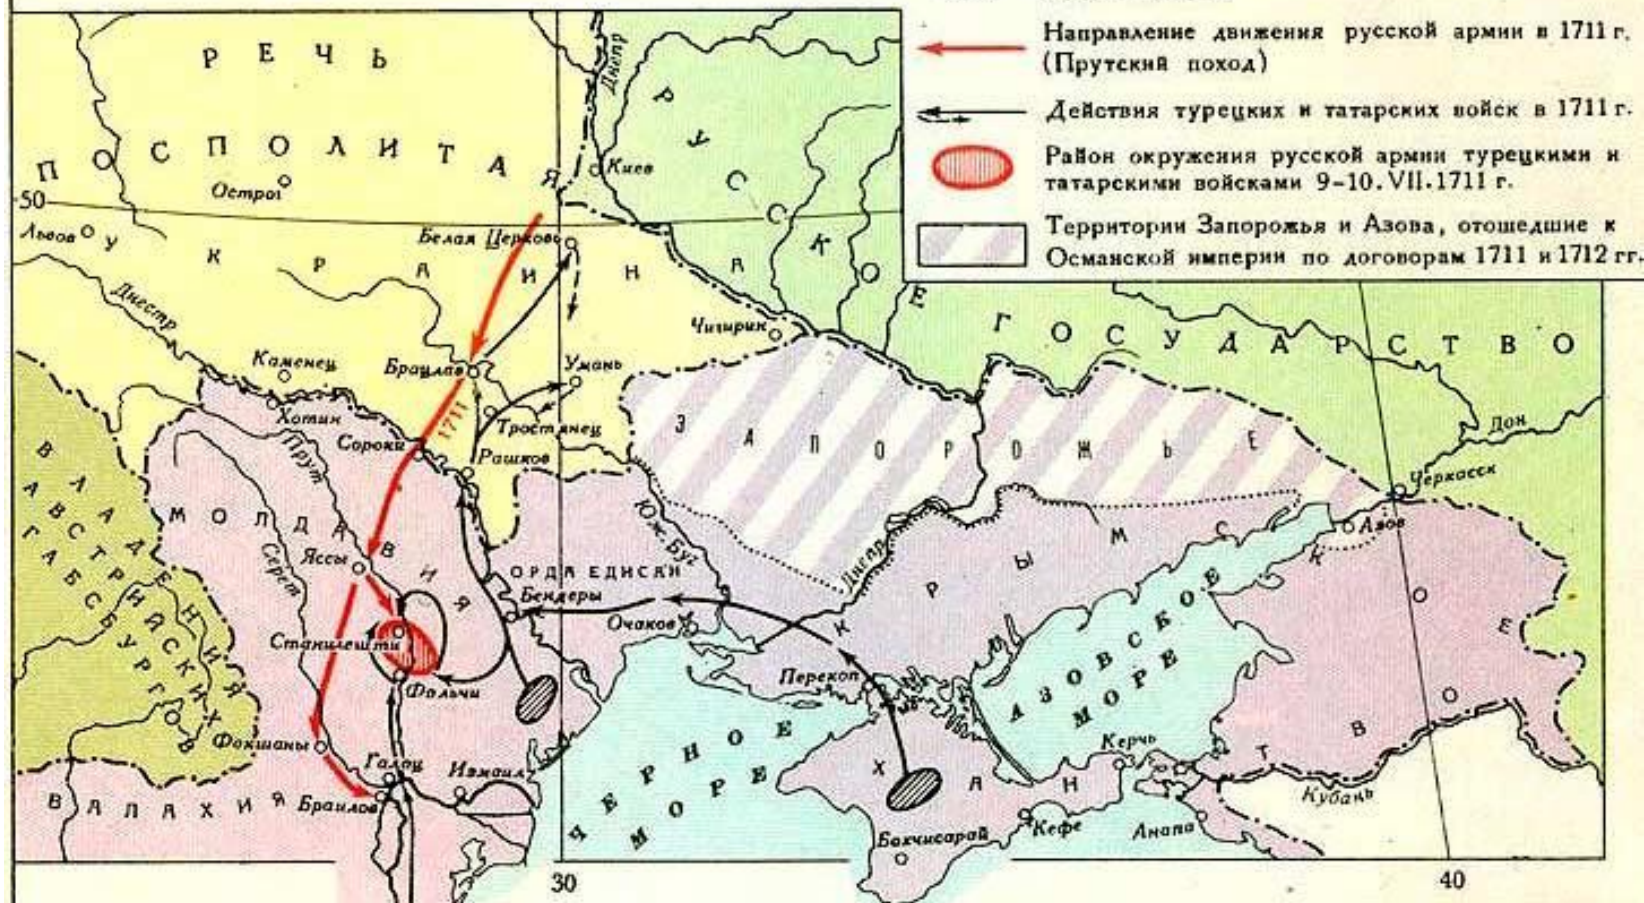 Направление движения русской армии в 1711 г.
(Прутский поход)
Действия турецких и татарских войск в 1711 г.
Район окружения русской армии турецкими и
татарскими войсками 9-10.VII.1711 г.
Территории Запорожья и Азова, отошедшие к
Османской империи по договорам 1711 и 1712 гг.
РЕЧЬ
ПОСПОЛИТАЯ
Днепр
РУССКОЕ ГОСУДАРСТВО
Киев
Острог
50
Львов
УКРАИНА
Белая Церковь
Днестр
Чигирик
Каменец
Брацлав
Умань
Хотин
1711
Тростянец
ЗАПОРОЖЬЕ
Дон
Сороки
Рашков
Прут
Черкасск
ВЛАДЕНИЯ
АВСТРИЙСКИХ
ГАБСБУРГОВ
МОЛДАВИЯ
Юж. Буг
Азов
Яссы
Серет
Днепр
ОРДА ЕДИСАН
Бендеры
КРЫМСКОЕ
Очаков
Станилешти
АЗОВСКОЕ
МОРЕ
Перекоп
Фальчи
Фокшаны
ЧЕРНОЕ
МОРЕ
Керчь
Галац
Измаил
ХАНСТВО
ВАЛАХИЯ
Браилов
Кубань
Бахчисарай
Кефе
Анапа
30
40